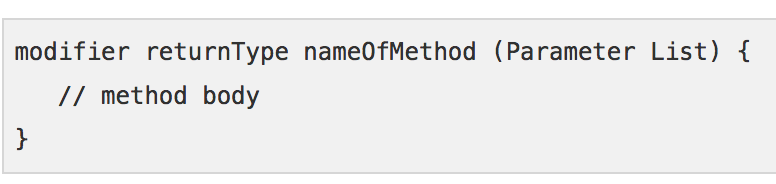 modifier returnType nameOfMethod (Parameter List) {
   // method body
}